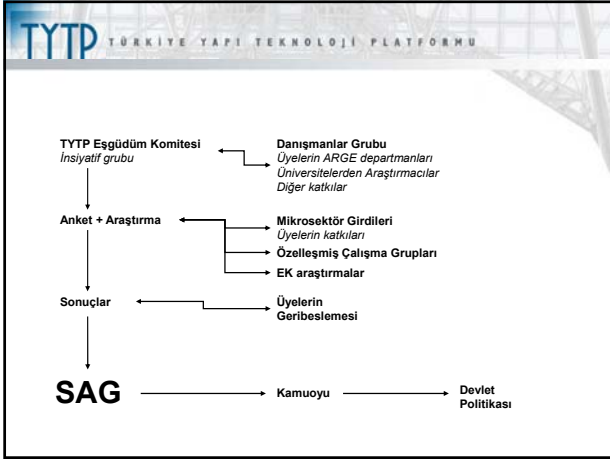 TYTP TÜRKİYE YAPI TEKNOLOJİ PLATFORMU
TYTP Eşgüdüm Komitesi
İnsiyatif grubu
Danışmanlar Grubu
Üyelerin ARGE departmanları
Üniversitelerden Araştırmacılar
Diğer katkılar
Anket + Araştırma
Mikrosektör Girdileri
Üyelerin katkıları
Özelleşmiş Çalışma Grupları
EK araştırmalar
Sonuçlar
Üyelerin
Geribeslemesi
SAG
Kamuoyu
Devlet
Politikası